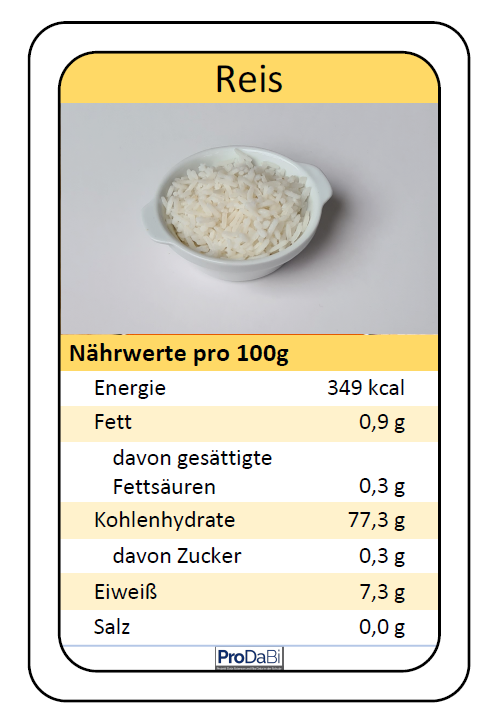 Reis
Nährwerte pro 100g
Energie 349 kcal
Fett 0,9 g
davon gesättigte
Fettsäuren 0,3 g
Kohlenhydrate 77,3 g
davon Zucker 0,3 g
Eiweiß 7,3 g
Salz 0,0 g
ProDaBi